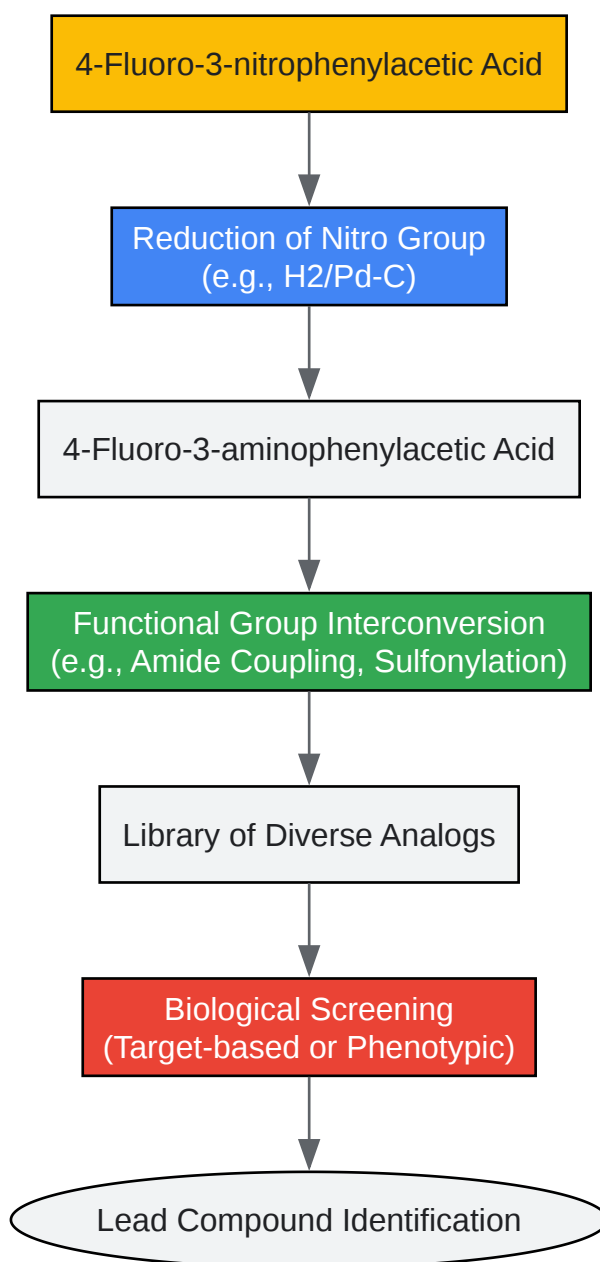 4-Fluoro-3-nitrophenylacetic Acid
Reduction of Nitro Group
(e.g., H2/Pd-C)
4-Fluoro-3-aminophenylacetic Acid
Functional Group Interconversion
(e.g., Amide Coupling, Sulfonylation)
Library of Diverse Analogs
Biological Screening
(Target-based or Phenotypic)
Lead Compound Identification